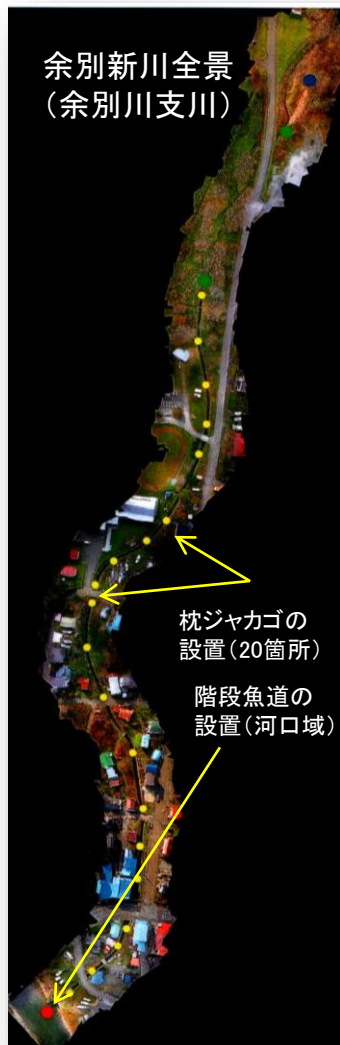 余別新川全景
（余別川支川）
枕ジャカゴの
設置（20箇所）
階段魚道の
設置（河口域）